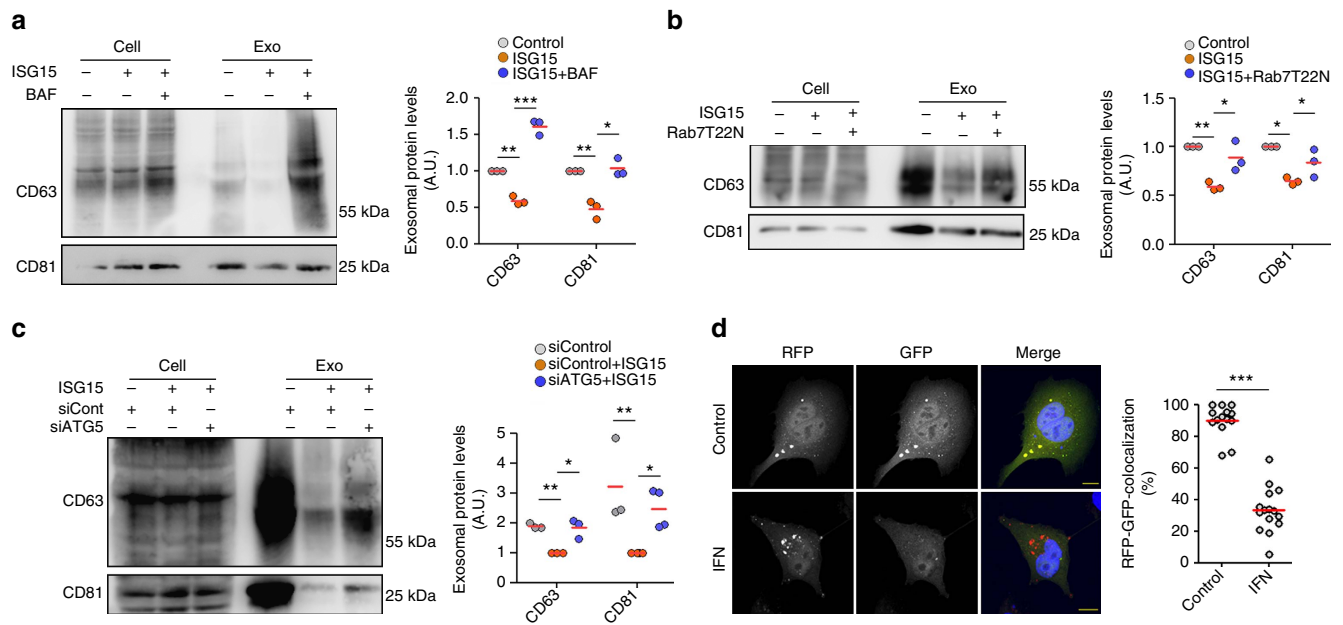 a
Cell Exo
ISG15 – + + – + +
BAF – – + – – +
CD63
55 kDa
CD81
25 kDa
Control
ISG15
ISG15+BAF
Exosomal protein levels
(A.U.)
2.0
1.5
1.0
0.5
0.0
*** ** ** *
CD63 CD81
b
Cell Exo
ISG15 – + + – + +
Rab7T22N – – + – – +
CD63
55 kDa
CD81
25 kDa
Control
ISG15
ISG15+Rab7T22N
Exosomal protein levels
(A.U.)
1.5
1.0
0.5
0.0
** * * *
CD63 CD81
c
Cell Exo
ISG15 – + + – + +
siCont + + – + + –
siATG5 – – + – – +
CD63
55 kDa
CD81
25 kDa
siControl
siControl+ISG15
siATG5+ISG15
Exosomal protein levels
(A.U.)
5
4
3
2
1
0
** * ** *
CD63 CD81
d
RFP GFP Merge
Control
IFN
RFP-GFP-colocalization
(%)
***
100
80
60
40
20
0
Control IFN